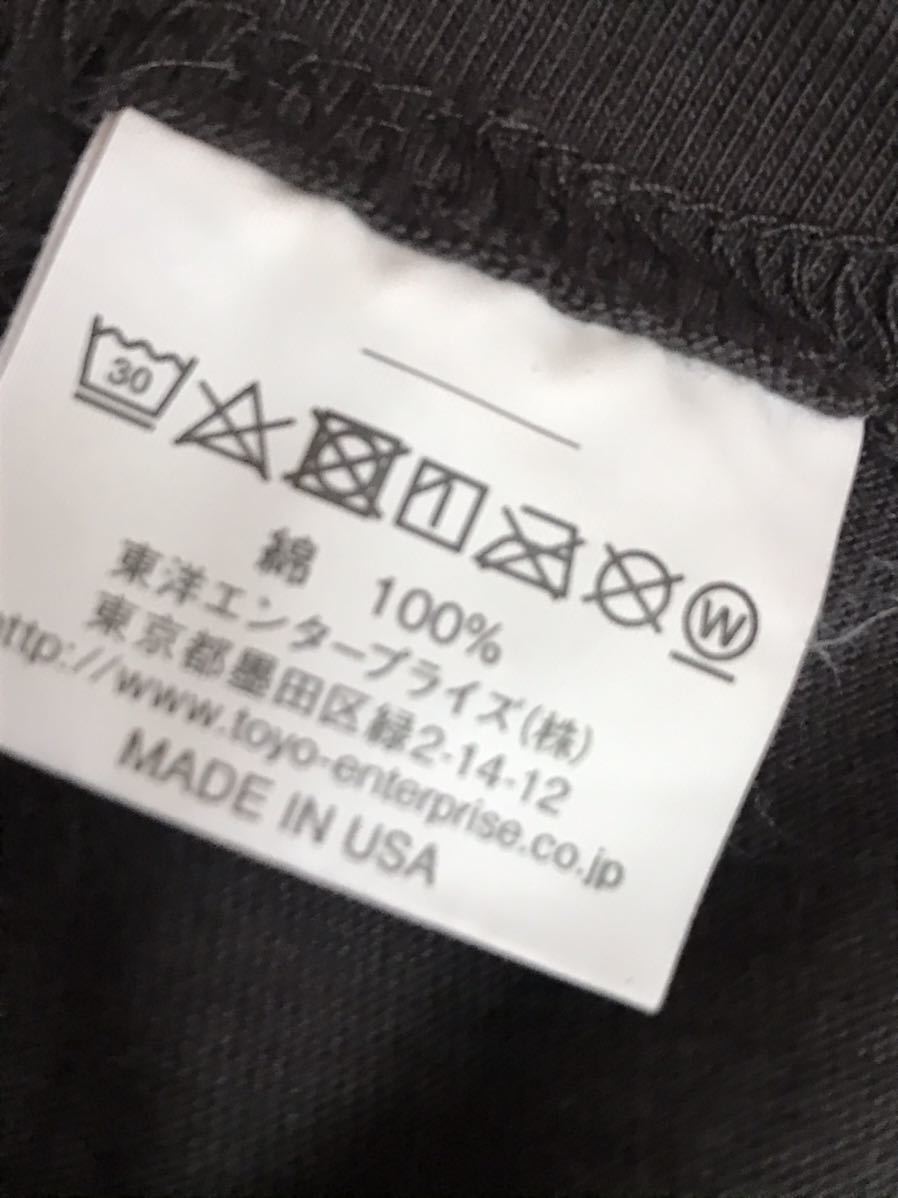 30
W
綿 100%
東洋エンタープライズ(株)
東京都墨田区緑2-14-12
http://www.toyo-enterprise.co.jp
MADE IN USA